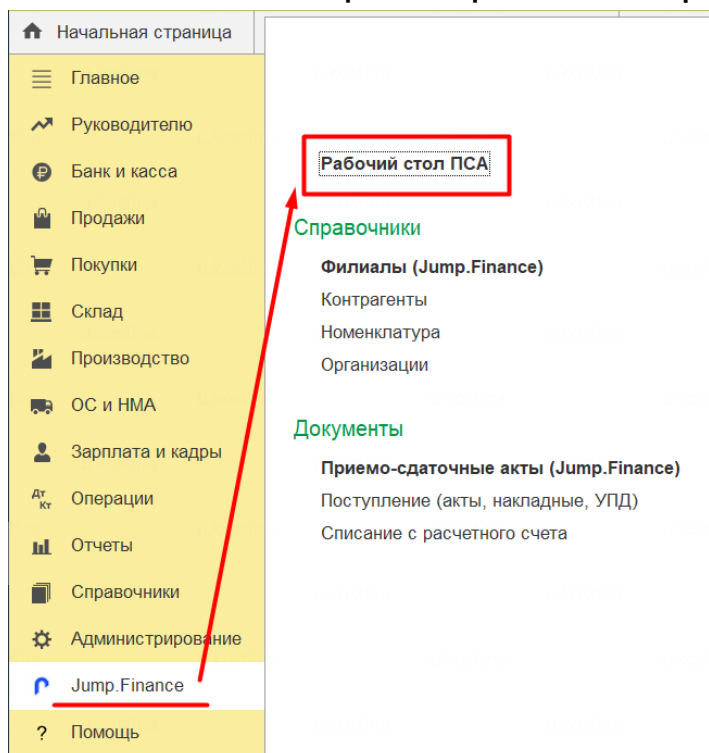 Начальная страница
Главное
Руководителю
Банк и касса
Продажи
Покупки
Склад
Производство
ОС и НМА
Зарплата и кадры
Дт Кт Операции
Отчеты
Справочники
Администрирование
Jump.Finance
? Помощь
Рабочий стол ПСА
Справочники
Филиалы (Jump.Finance)
Контрагенты
Номенклатура
Организации
Документы
Приемо-сдаточные акты (Jump.Finance)
Поступление (акты, накладные, УПД)
Списание с расчетного счета